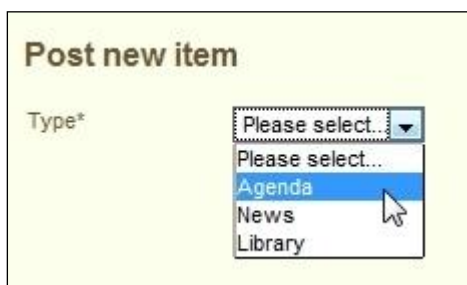 Post new item
Type* Please select...
Please select...
Agenda
News
Library